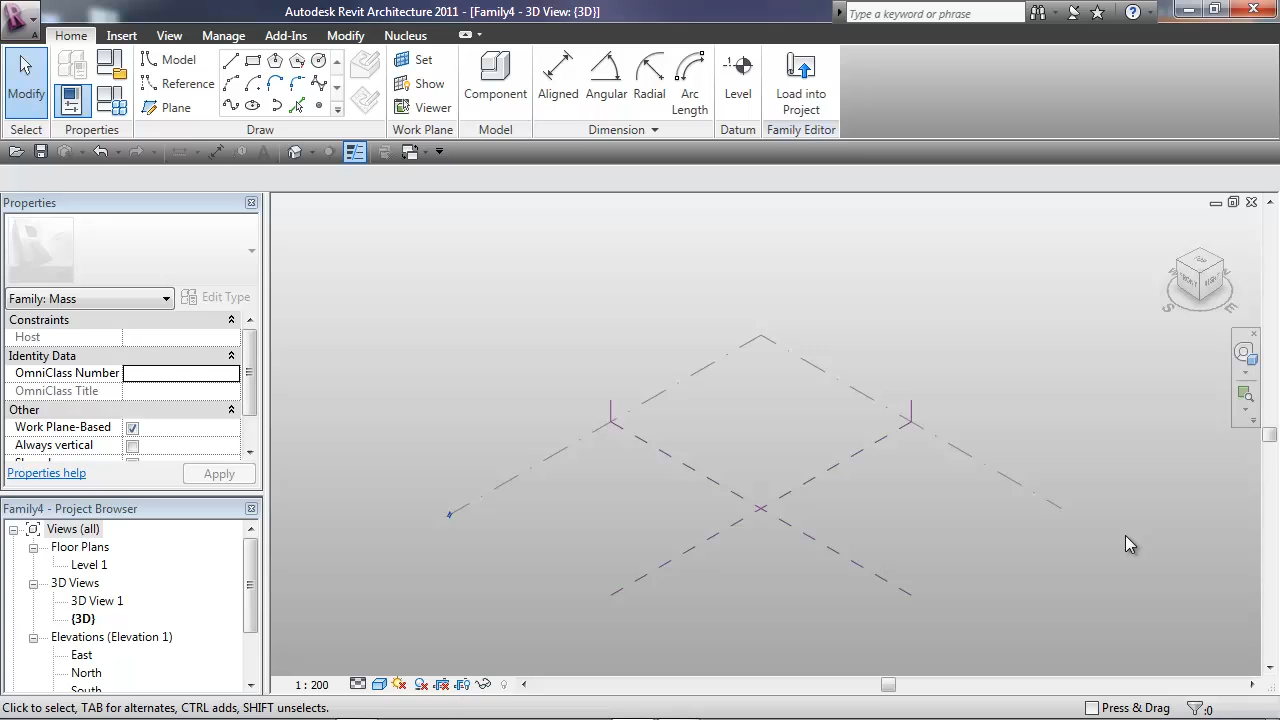 Autodesk Revit Architecture 2011 - [Family4 - 3D View: {3D}]
Type a keyword or phrase
Home Insert View Manage Add-Ins Modify Nucleus
Modify
Model
Reference
Plane
Set
Show
Viewer
Component
Aligned Angular Radial Arc Length
Level
Load into Project
Select Properties Draw Work Plane Model Dimension Datum Family Editor
Properties
Family: Mass Edit Type
Constraints
Host
Identity Data
OmniClass Number
OmniClass Title
Other
Work Plane-Based
Always vertical
Properties help Apply
Family4 - Project Browser
Views (all)
Floor Plans
Level 1
3D Views
3D View 1
{3D}
Elevations (Elevation 1)
East
North
TOP
FRONT RIGHT
S E
1 : 200
Click to select, TAB for alternates, CTRL adds, SHIFT unselects.
Press & Drag :0